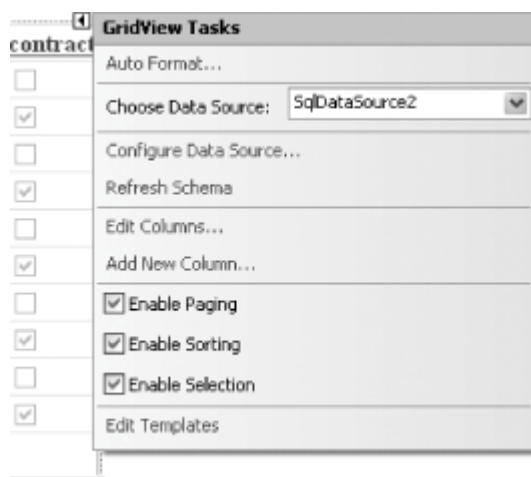 contract
GridView Tasks
Auto Format...
Choose Data Source: SqlDataSource2
Configure Data Source...
Refresh Schema
Edit Columns...
Add New Column...
Enable Paging
Enable Sorting
Enable Selection
Edit Templates